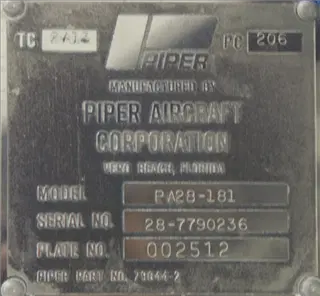 TC 2A13 PC 206
PIPER
MANUFACTURED BY
PIPER AIRCRAFT
CORPORATION
VERO BEACH, FLORIDA
MODEL PA28-181
SERIAL NO. 28-7790236
PLATE NO. 002512
PIPER PART NO. 79044-2